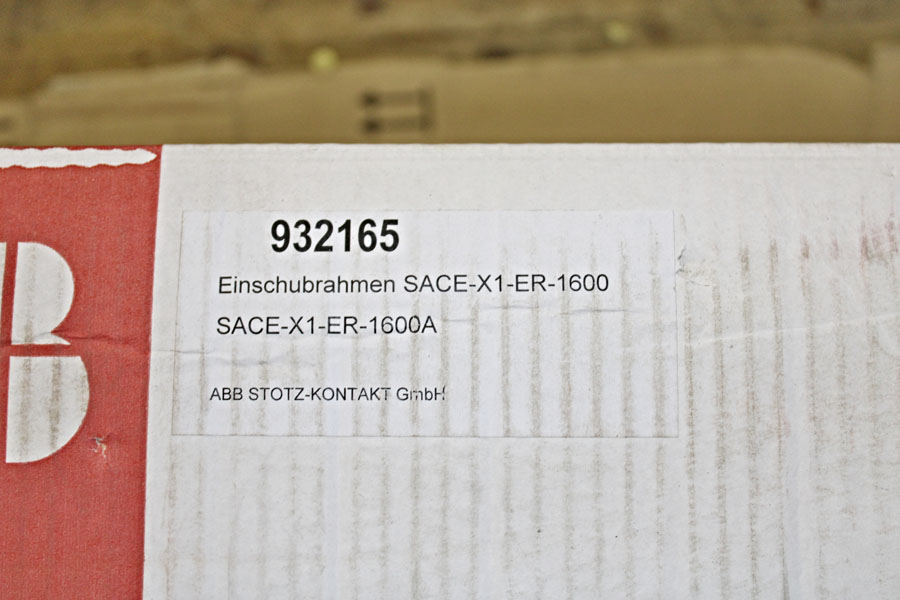 932165
Einschubrahmen SACE-X1-ER-1600
SACE-X1-ER-1600A
ABB STOTZ-KONTAKT GmbH
B